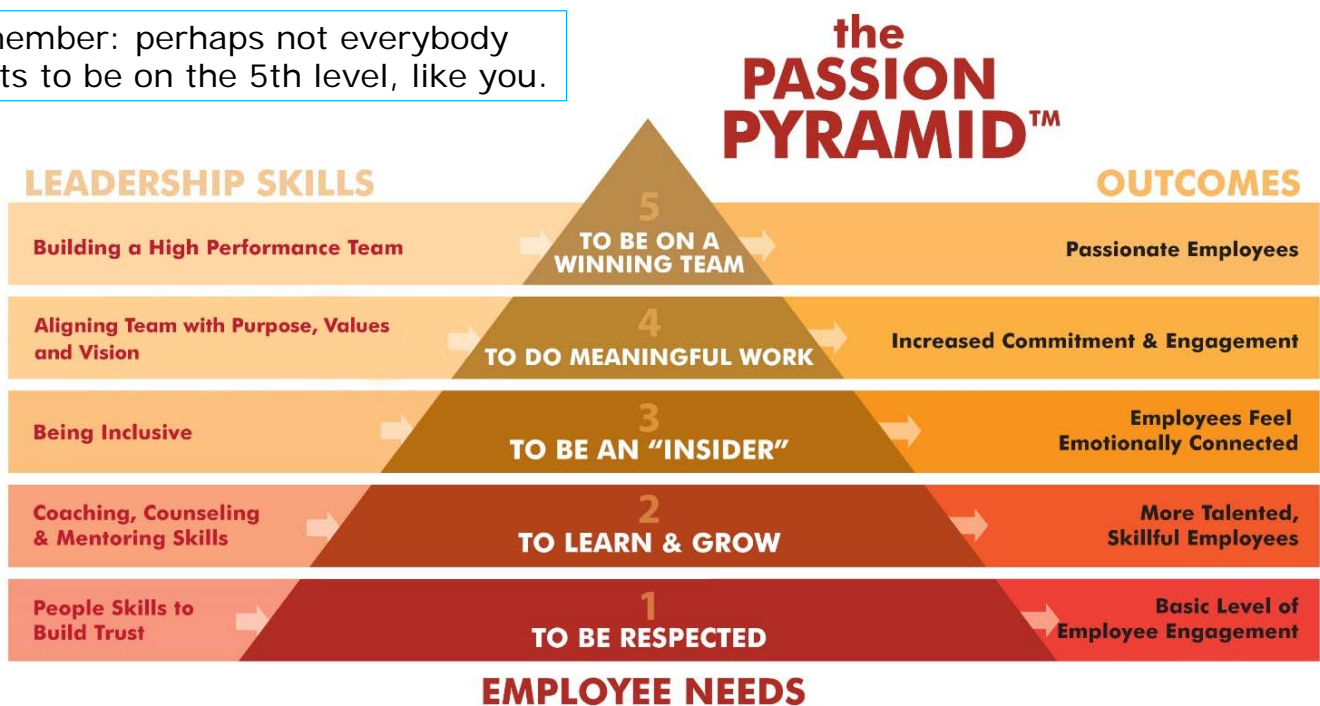 member: perhaps not everybody
ts to be on the 5th level, like you.
the
PASSION
PYRAMID™
LEADERSHIP SKILLS
OUTCOMES
Building a High Performance Team
5
TO BE ON A
WINNING TEAM
Passionate Employees
Aligning Team with Purpose, Values
and Vision
4
TO DO MEANINGFUL WORK
Increased Commitment & Engagement
Being Inclusive
3
TO BE AN “INSIDER”
Employees Feel
Emotionally Connected
Coaching, Counseling
& Mentoring Skills
2
TO LEARN & GROW
More Talented,
Skillful Employees
People Skills to
Build Trust
1
TO BE RESPECTED
Basic Level of
Employee Engagement
EMPLOYEE NEEDS